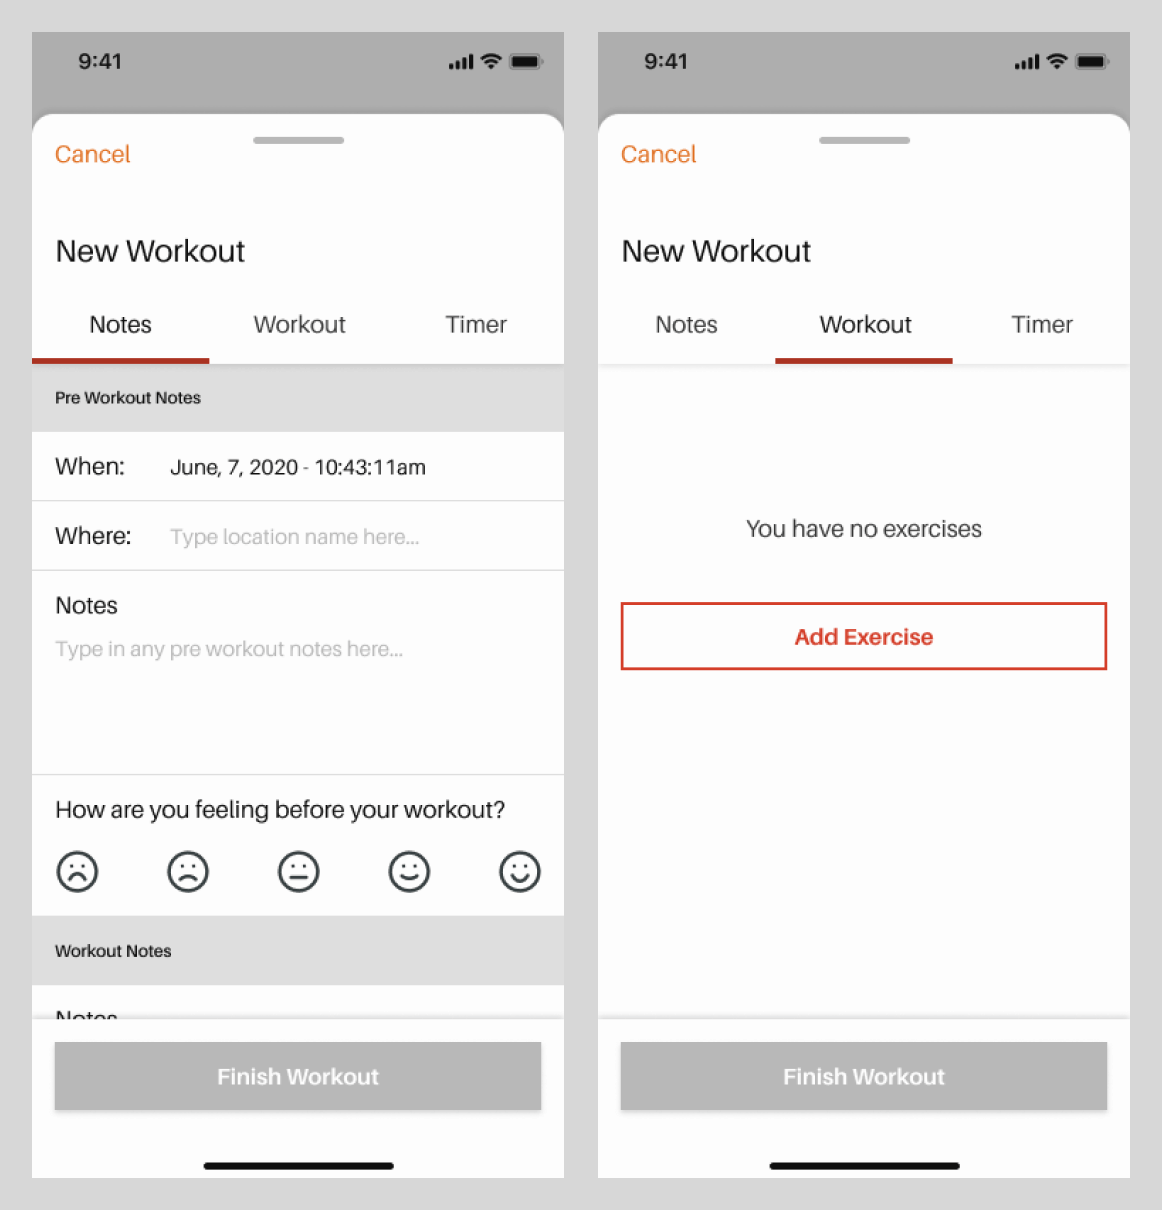 9:41
Cancel
New Workout
Notes Workout Timer
Pre Workout Notes
When: June, 7, 2020 - 10:43:11am
Where: Type location name here...
Notes
Type in any pre workout notes here...
How are you feeling before your workout?
Workout Notes
Notes
Finish Workout
9:41
Cancel
New Workout
Notes Workout Timer
You have no exercises
Add Exercise
Finish Workout